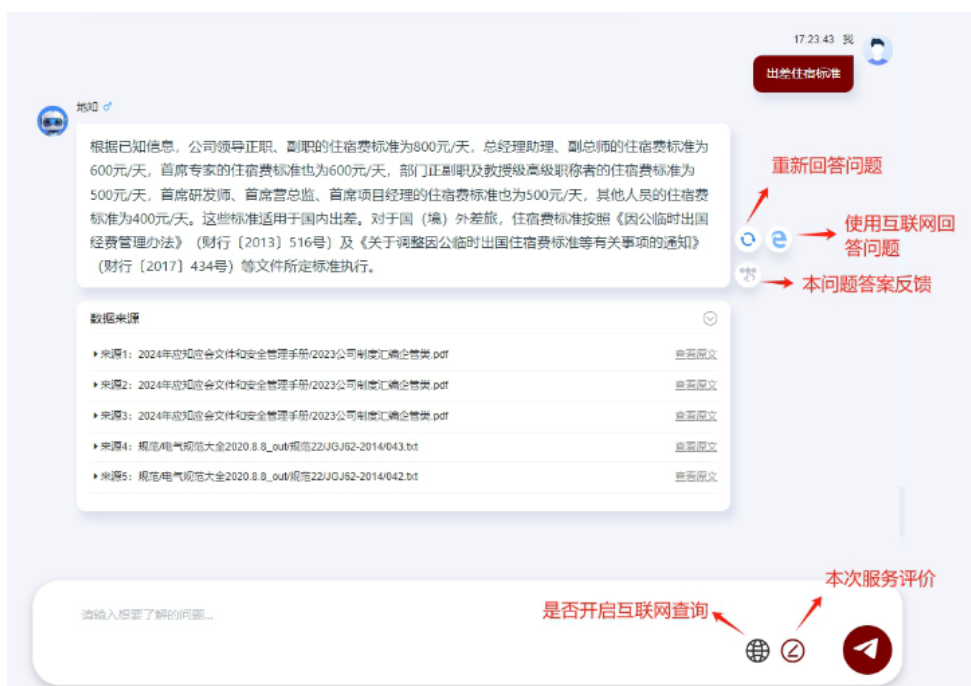 17:23:43 我
出差住宿标准
地知
根据已知信息，公司领导正职、副职的住宿费标准为800元/天，总经理助理、副总师的住宿费标准为
600元/天，首席专家的住宿费标准也为600元/天，部门正副职及教授级高级职称者的住宿费标准为
500元/天，首席研发师、首席营总监、首席项目经理的住宿费标准也为500元/天，其他人员的住宿费
标准为400元/天。这些标准适用于国内出差。对于国（境）外差旅，住宿费标准按照《因公临时出国
经费管理办法》（财行〔2013〕516号）及《关于调整因公临时出国住宿费标准等有关事项的通知》
（财行〔2017〕434号）等文件所定标准执行。
重新回答问题
使用互联网回
答问题
本问题答案反馈
数据来源
来源1：2024年应知应会文件和安全管理手册/2023公司制度汇编企管类.pdf 查看原文
来源2：2024年应知应会文件和安全管理手册/2023公司制度汇编企管类.pdf 查看原文
来源3：2024年应知应会文件和安全管理手册/2023公司制度汇编企管类.pdf 查看原文
来源4：规范/电气规范大全2020.8.8_out/规范22/JGJ62-2014/043.txt 查看原文
来源5：规范/电气规范大全2020.8.8_out/规范22/JGJ62-2014/042.txt 查看原文
本次服务评价
是否开启互联网查询
请输入想要了解的问题...